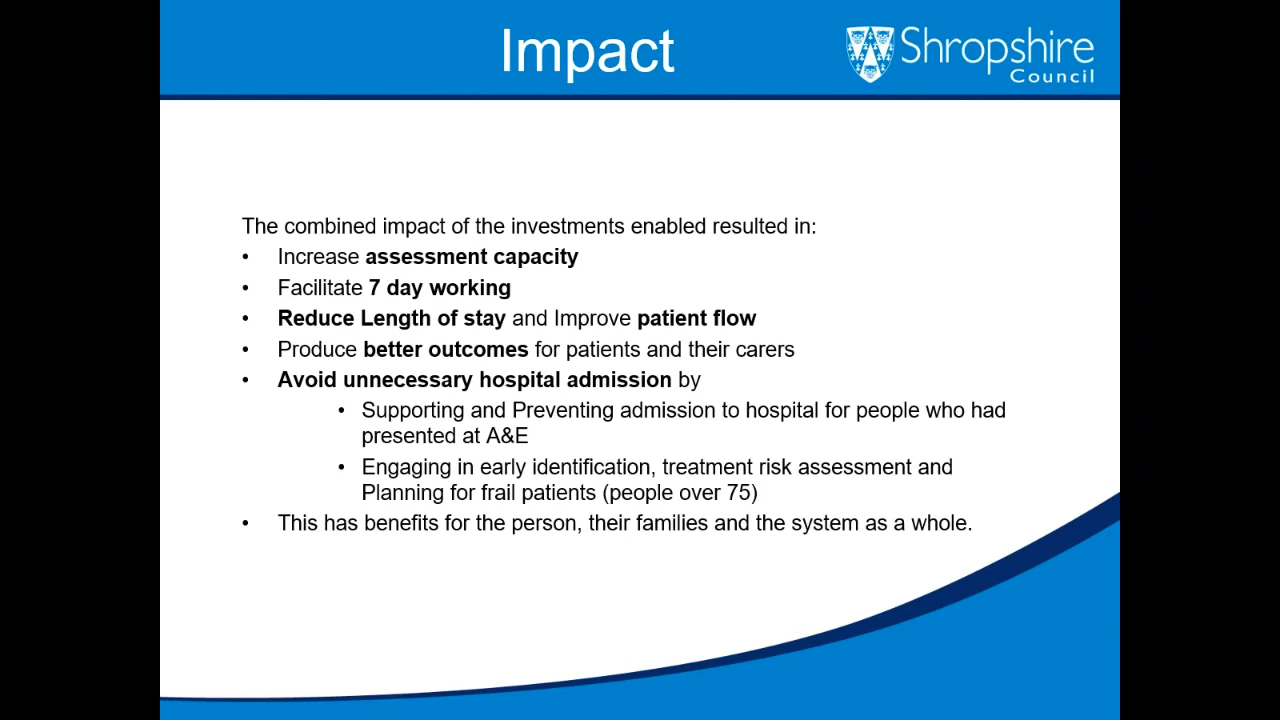 Impact
Shropshire
Council
The combined impact of the investments enabled resulted in:
• Increase assessment capacity
• Facilitate 7 day working
• Reduce Length of stay and Improve patient flow
• Produce better outcomes for patients and their carers
• Avoid unnecessary hospital admission by
• Supporting and Preventing admission to hospital for people who had
presented at A&E
• Engaging in early identification, treatment risk assessment and
Planning for frail patients (people over 75)
• This has benefits for the person, their families and the system as a whole.